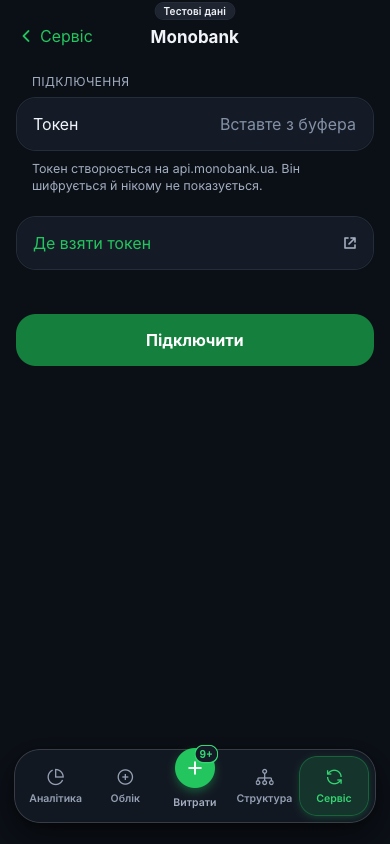 Тестові дані
Сервіс
Monobank
ПІДКЛЮЧЕННЯ
Токен
Вставте з буфера
Токен створюється на api.monobank.ua. Він
шифрується й нікому не показується.
Де взяти токен
Підключити
9+
Аналітика
Облік
Витрати
Структура
Сервіс